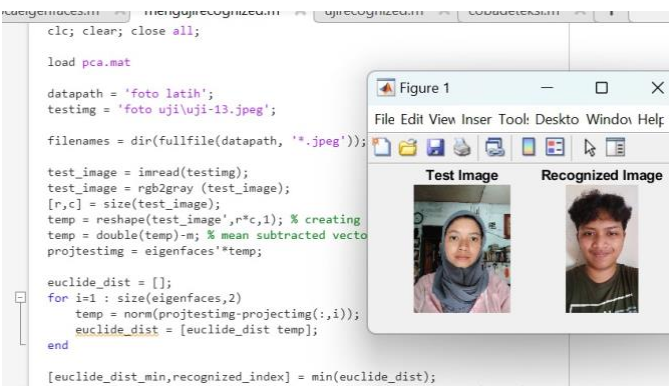 mengujirecognized.m
ujirecognized.m
cobadeteksi.m
clc; clear; close all;
load pca.mat
datapath = 'foto latih';
testimg = 'foto uji\uji-13.jpeg';
filenames = dir(fullfile(datapath, '*.jpeg'));
test_image = imread(testimg);
test_image = rgb2gray (test_image);
[r,c] = size(test_image);
temp = reshape(test_image',r*c,1); % creating
temp = double(temp)-m; % mean subtracted vecto
projtestimg = eigenfaces'*temp;
euclide_dist = [];
for i=1 : size(eigenfaces,2)
temp = norm(projtestimg-projectimg(:,i));
euclide_dist = [euclide_dist temp];
end
[euclide_dist_min,recognized_index] = min(euclide_dist);
Figure 1
File Edit View Inser Tools Deskto Window Help
Test Image Recognized Image